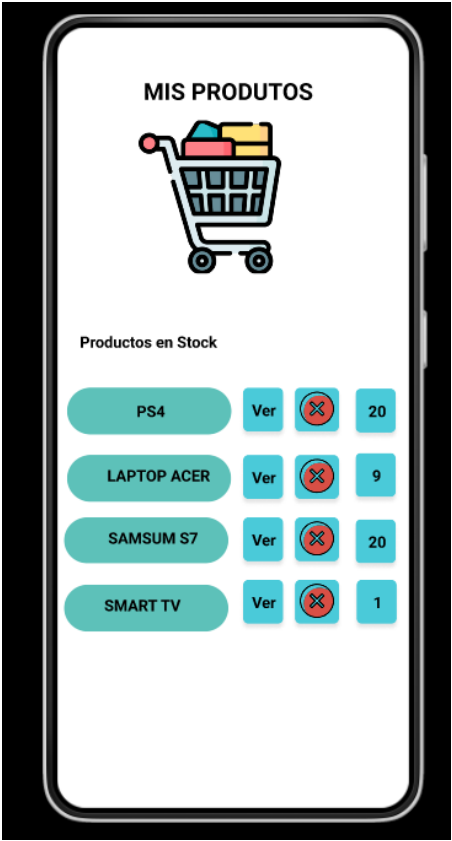 MIS PRODUTOS
Productos en Stock
PS4 Ver 20
LAPTOP ACER Ver 9
SAMSUM S7 Ver 20
SMART TV Ver 1